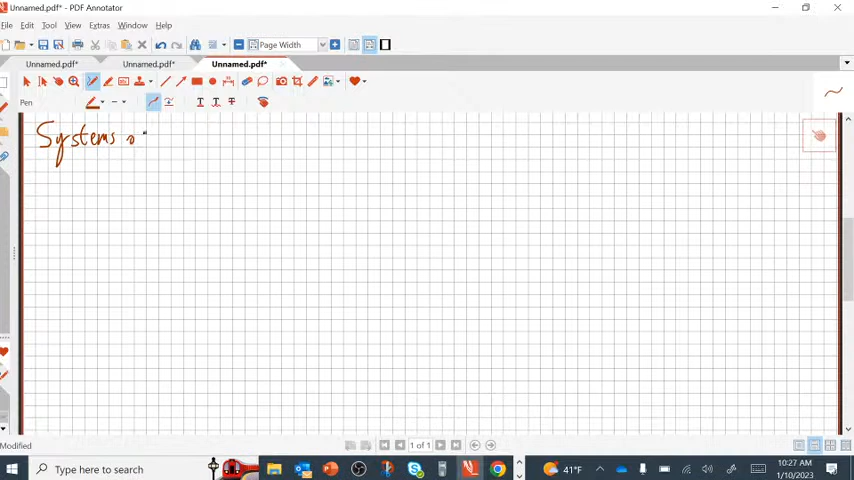 Unnamed.pdf* - PDF Annotator
File Edit Tool View Extras Window Help
Page Width
Unnamed.pdf* Unnamed.pdf* Unnamed.pdf*
Pen
Systems o
1 of 1
Modified
Type here to search
41°F
10:27 AM
1/10/2023